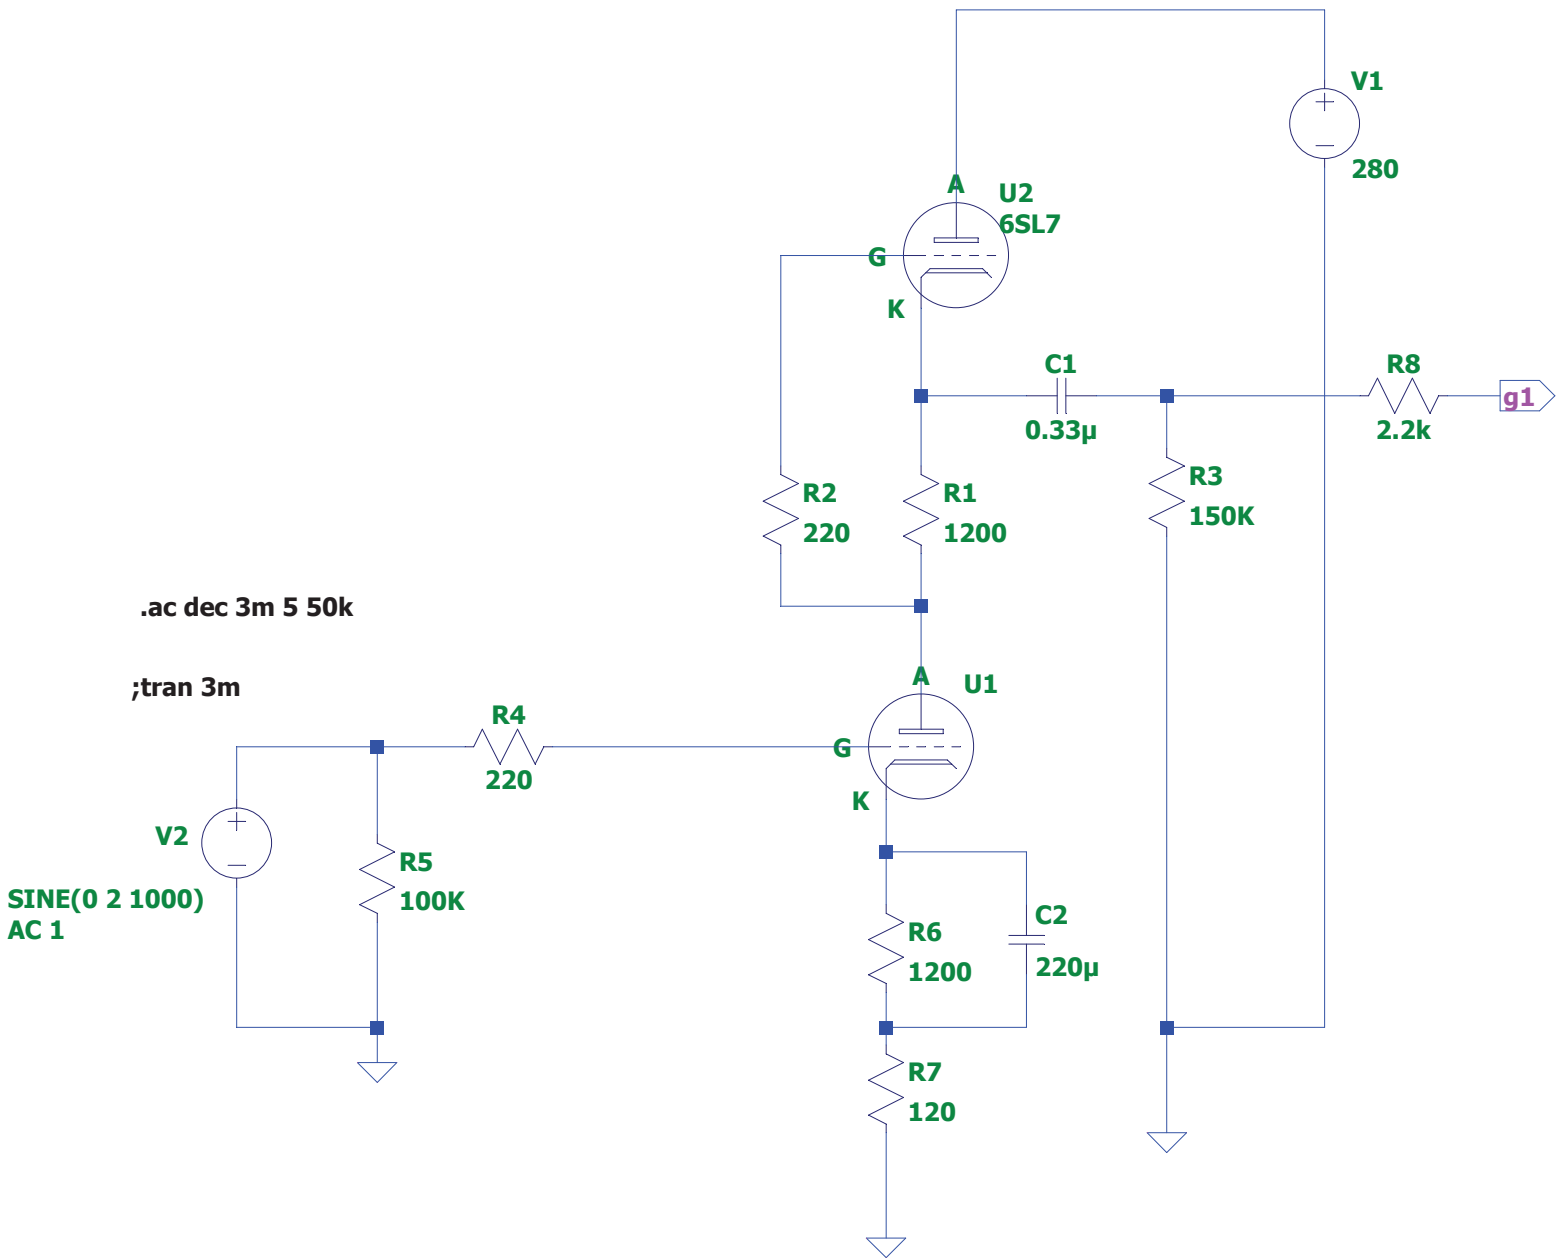 V1
280
A
U2
6SL7
G
K
C1
0.33µ
R8
2.2k
g1
R2
220
R1
1200
R3
150K
.ac dec 3m 5 50k
;tran 3m
A
U1
R4
220
G
K
V2
SINE(0 2 1000)
AC 1
R5
100K
R6
1200
C2
220µ
R7
120